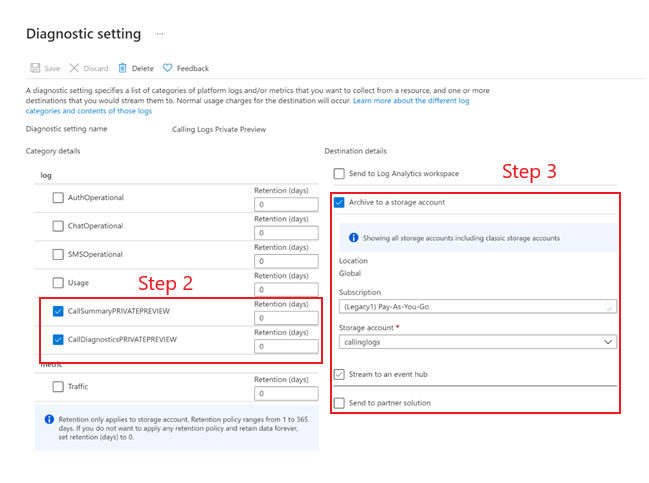 Diagnostic setting ...
Save Discard Delete Feedback
A diagnostic setting specifies a list of categories of platform logs and/or metrics that you want to collect from a resource, and one or more
destinations that you would stream them to. Normal usage charges for the destination will occur. Learn more about the different log
categories and contents of those logs
Diagnostic setting name Calling Logs Private Preview
Category details
log
AuthOperational
Retention (days)
0
ChatOperational
Retention (days)
0
SMSOperational
Retention (days)
0
Usage
Retention (days)
0
Step 2
CallSummaryPRIVATEPREVIEW
Retention (days)
0
CallDiagnosticsPRIVATEPREVIEW
Retention (days)
0
metric
Traffic
Retention (days)
0
Retention only applies to storage account. Retention policy ranges from 1 to 365
days. If you do not want to apply any retention policy and retain data forever,
set retention (days) to 0.
Destination details
Send to Log Analytics workspace
Step 3
Archive to a storage account
Showing all storage accounts including classic storage accounts
Location
Global
Subscription
(Legacy1) Pay-As-You-Go
Storage account *
callinglogs
Stream to an event hub
Send to partner solution